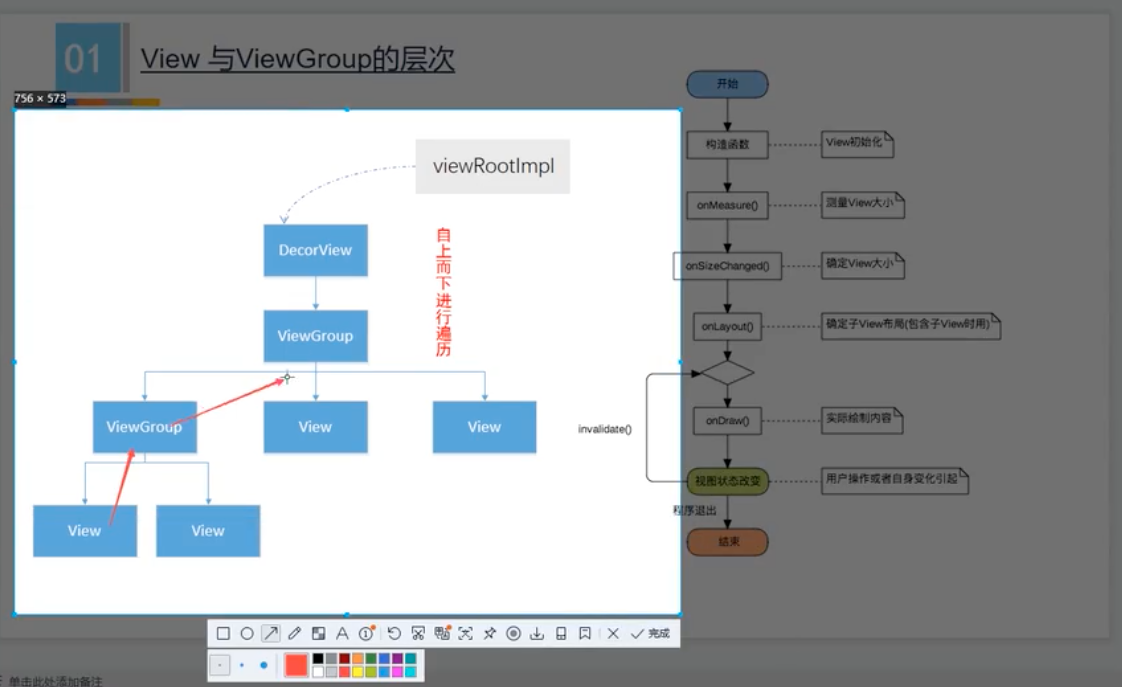 01
View 与ViewGroup的层次
756 × 573
viewRootImpl
DecorView
自上而下进行遍历
ViewGroup
ViewGroup
View
View
View
View
开始
构造函数
View初始化
onMeasure()
测量View大小
onSizeChanged()
确定View大小
onLayout()
确定子View布局(包含子View时用)
invalidate()
onDraw()
实际绘制内容
视图状态改变
用户操作或者自身变化引起
程序退出
结束
完成
单击此处添加备注